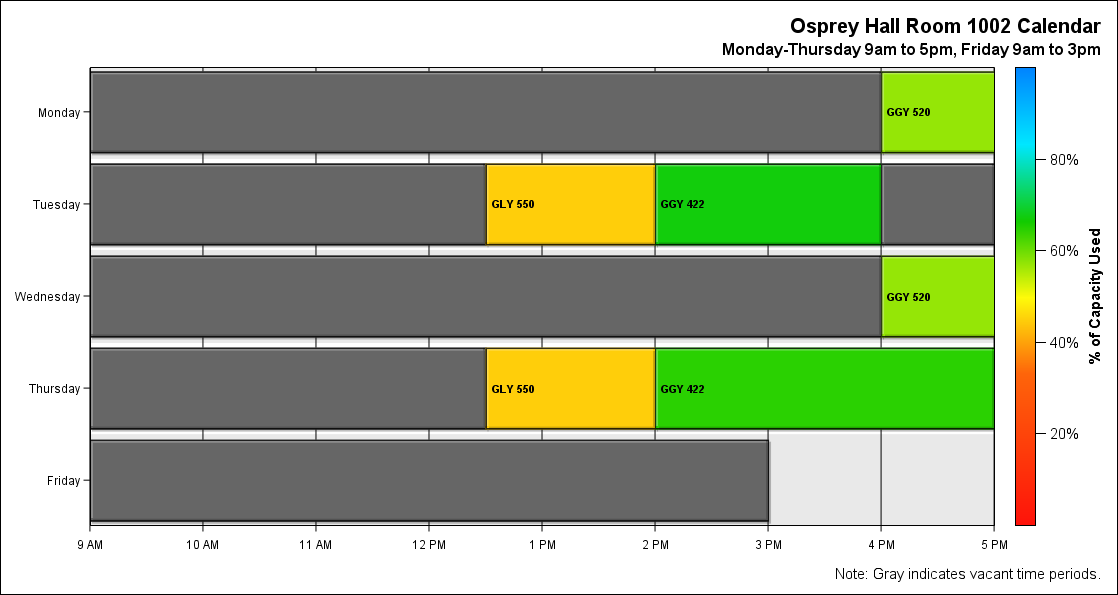 Osprey Hall Room 1002 Calendar
Monday-Thursday 9am to 5pm, Friday 9am to 3pm
Monday
GGY 520
Tuesday
GLY 550
GGY 422
Wednesday
GGY 520
Thursday
GLY 550
GGY 422
Friday
9 AM
10 AM
11 AM
12 PM
1 PM
2 PM
3 PM
4 PM
5 PM
80%
60%
40%
20%
% of Capacity Used
Note: Gray indicates vacant time periods.